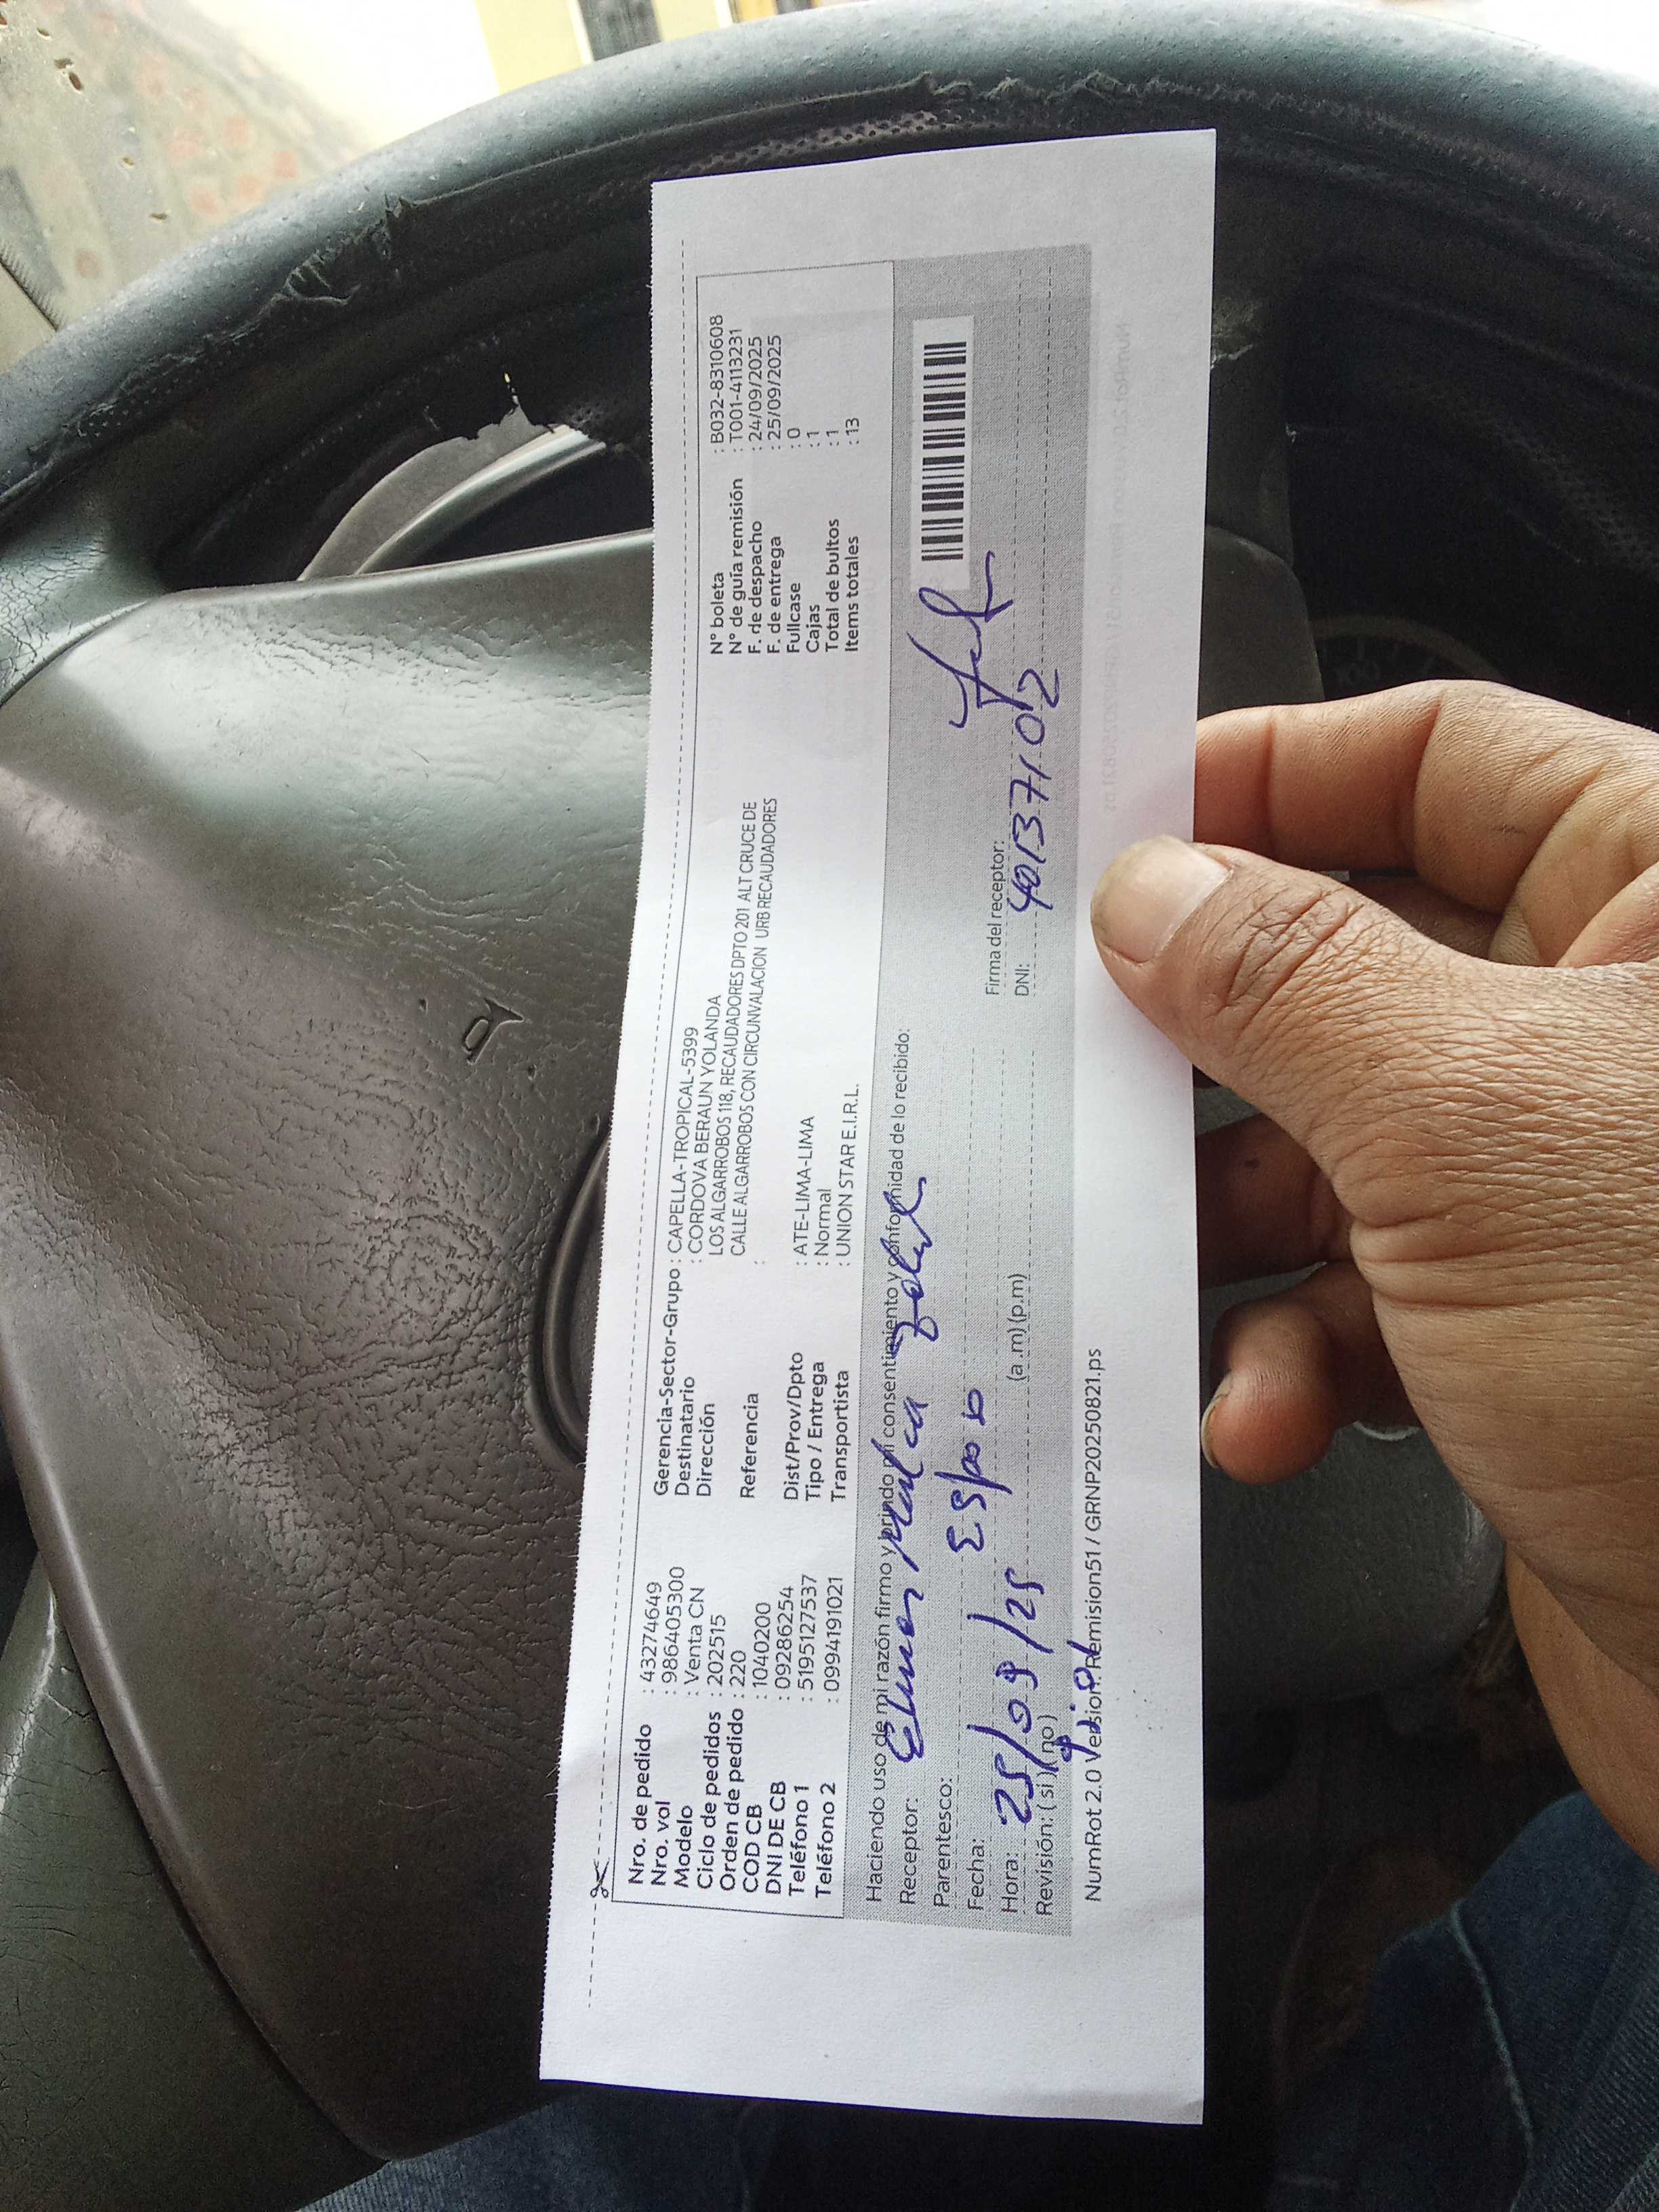 Nro. de pedido : 43274649
Nro. vol : 986405300
Modelo : Venta CN
Ciclo de pedidos : 202515
Orden de pedido : 220
COD CB : 1040200
DNI DE CB : 09286254
Teléfono 1 : 5195127537
Teléfono 2 : 0994191021
Gerencia-Sector-Grupo : CAPELLA-TROPICAL-5399
Destinatario : CORDOVA BERAUN YOLANDA
Dirección LOS ALGARROBOS 118, RECAUDADORES DPTO 201 ALT CRUCE DE
CALLE ALGARROBOS CON CIRCUNVALACION URB RECAUDADORES
Referencia :
Dist/Prov/Dpto : ATE-LIMA-LIMA
Tipo / Entrega : Normal
Transportista : UNION STAR E.I.R.L.
N° boleta : B032-8310608
N° de guía remisión : T001-4113231
F. de despacho : 24/09/2025
F. de entrega : 25/09/2025
Fullcase : 0
Cajas : 1
Total de bultos : 1
Items totales : 13
Haciendo uso de mi razón firmo y brindo mi consentimiento y conformidad de lo recibido:
Receptor: Elmer
Parentesco: Esposo
Fecha: 25/09/25
Hora: (a.m) (p.m)
Revisión: ( si ) ( no )
Firma del receptor:
DNI: 40137102
NumRot 2.0 Version: Remision51 / GRNP20250821.ps